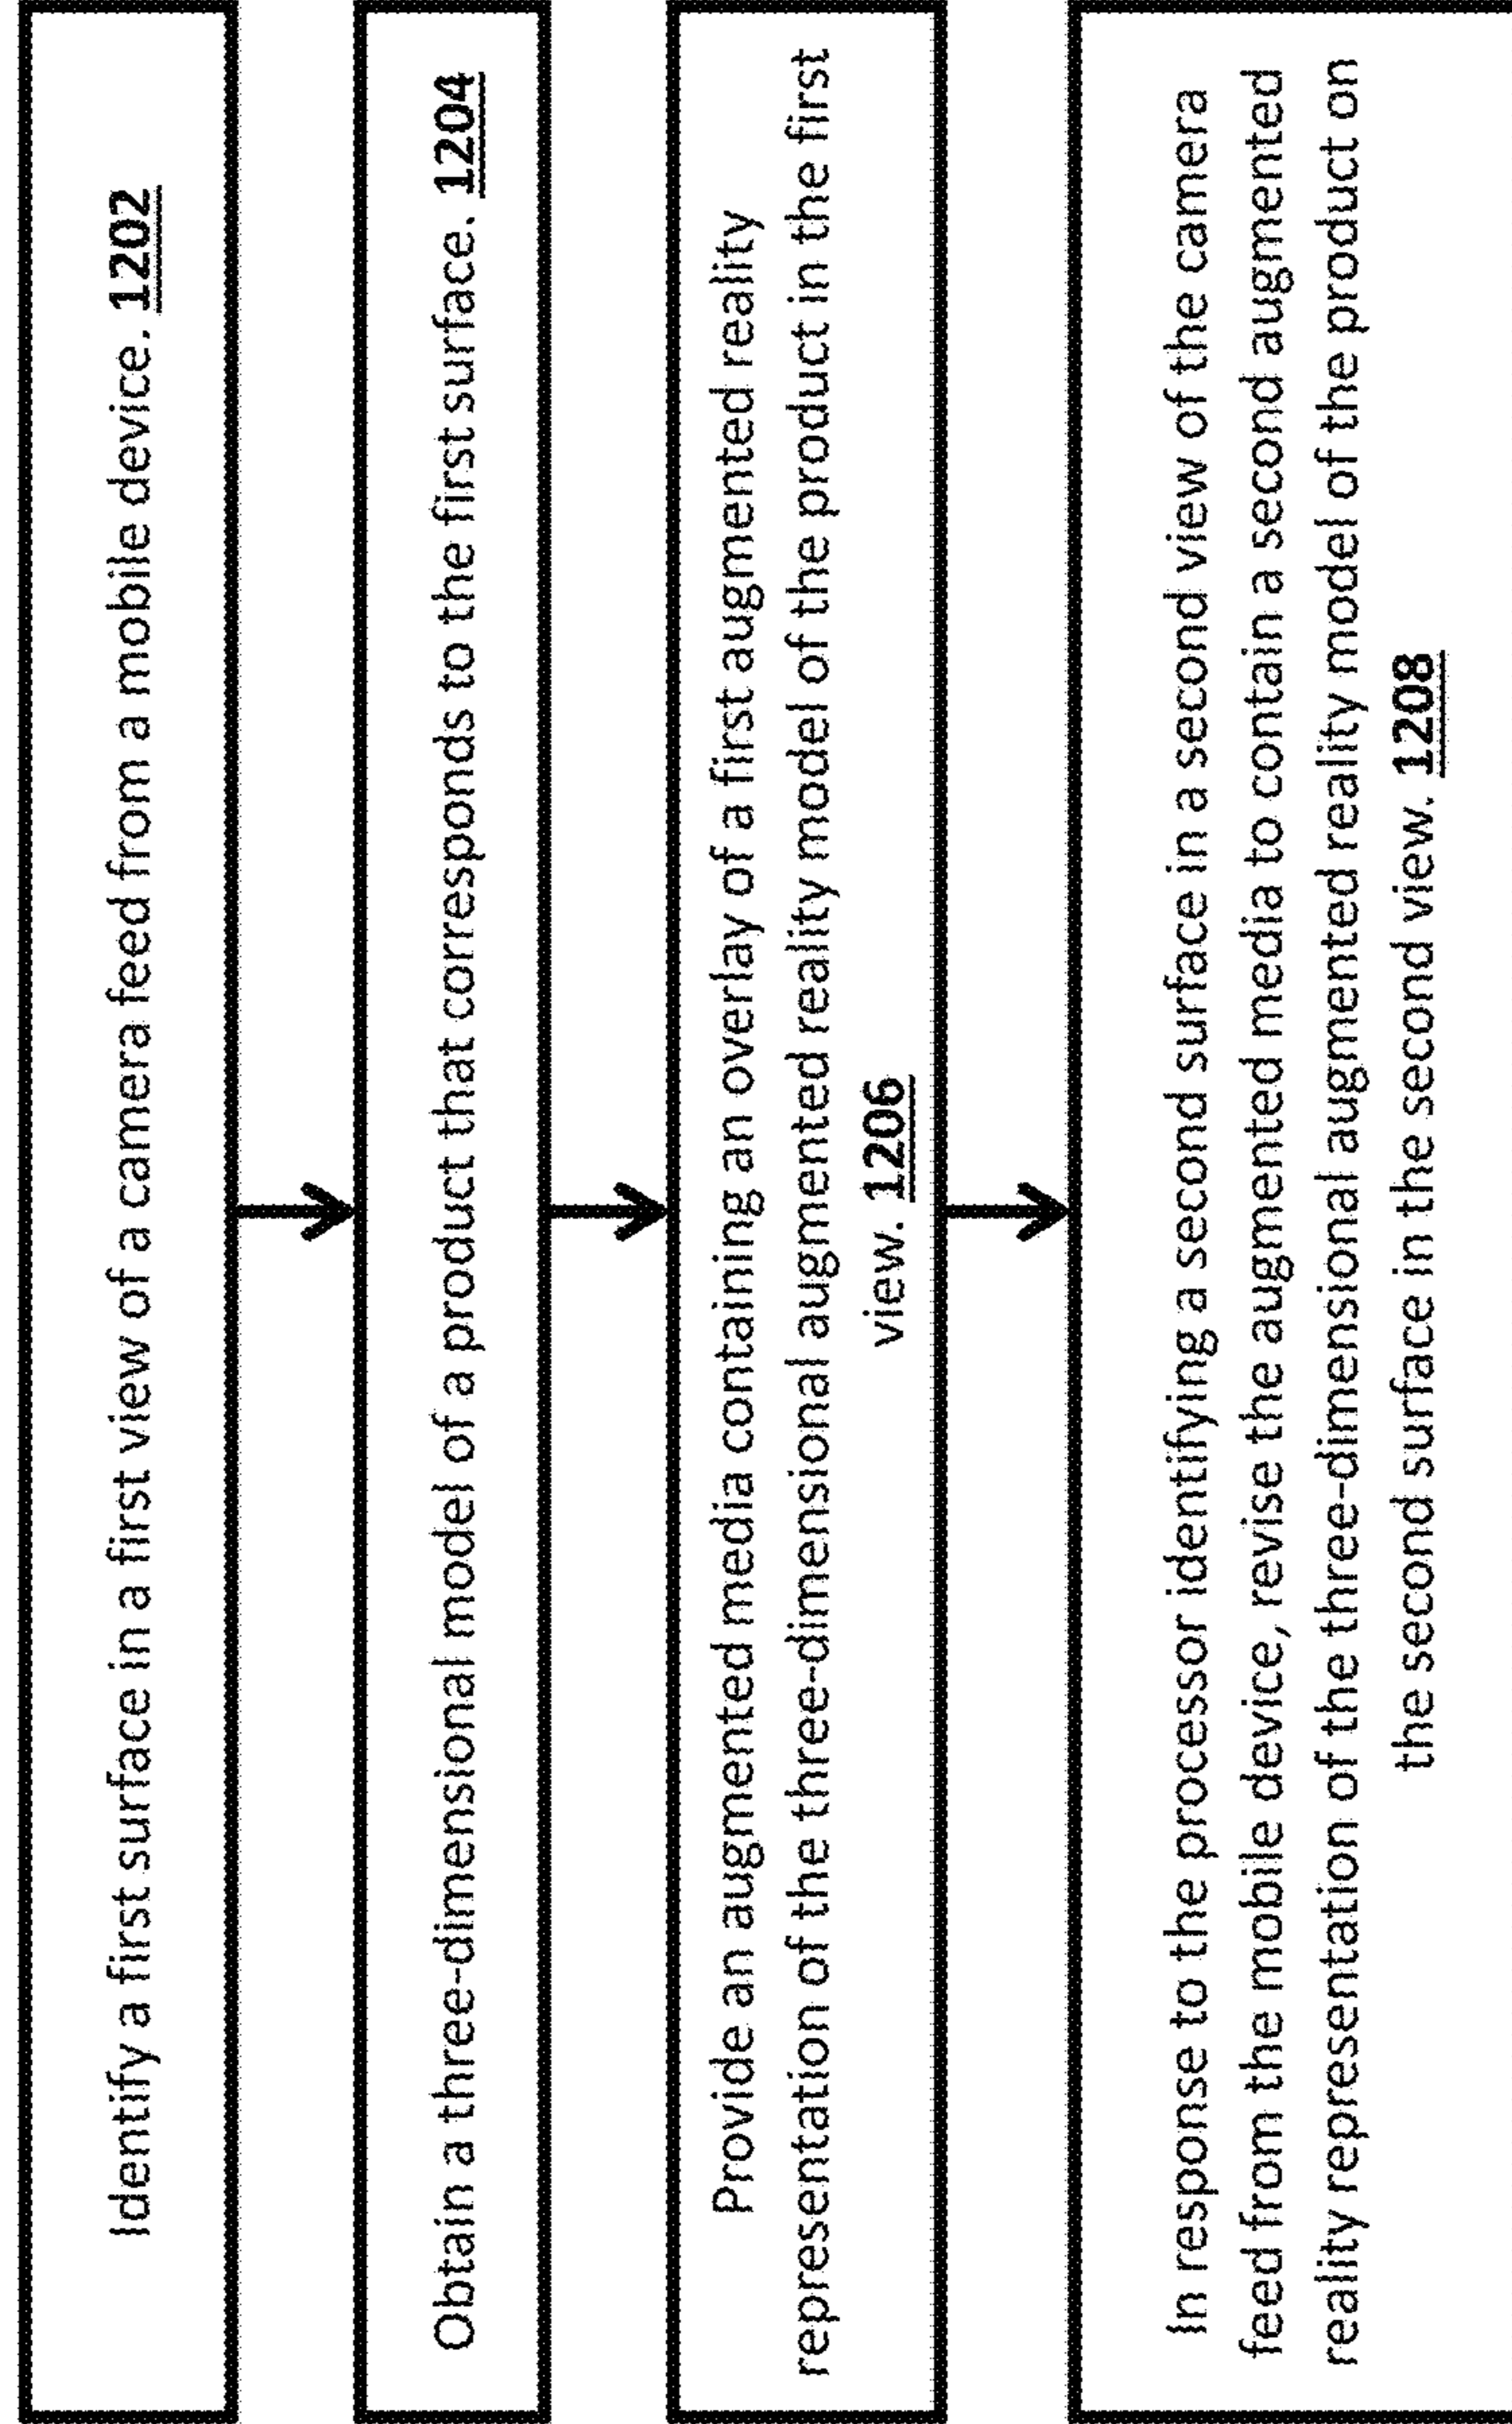 Identify a first surface in a first view of a camera feed from a mobile device. 1202
Obtain a three-dimensional model of a product that corresponds to the first surface. 1204
Provide an augmented media containing an overlay of a first augmented reality
representation of the three-dimensional augmented reality model of the product in the first
view. 1206
In response to the processor identifying a second surface in a second view of the camera
feed from the mobile device, revise the augmented media to contain a second augmented
reality representation of the three-dimensional augmented reality model of the product on
the second surface in the second view. 1208